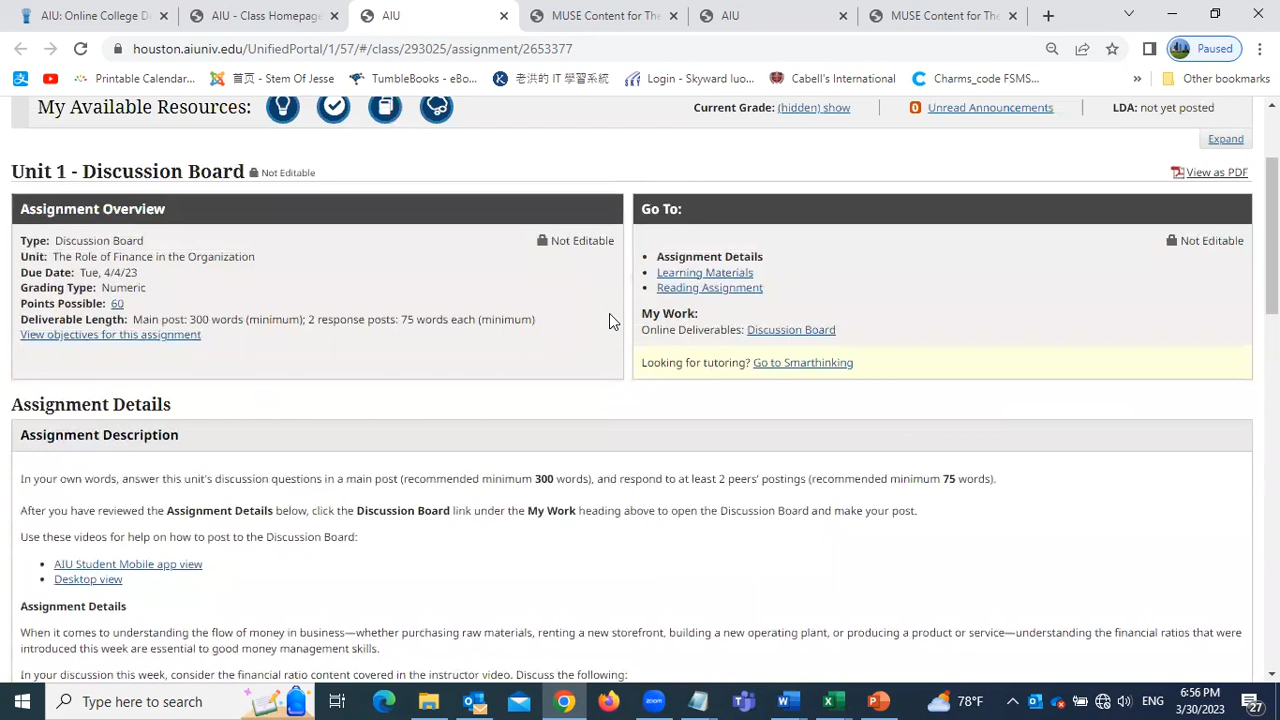 AIU: Online College D
AIU - Class Homepage
AIU
MUSE Content for The
AIU
MUSE Content for The
houston.aiuniv.edu/UnifiedPortal/1/57/#/class/293025/assignment/2653377
Paused
Printable Calendar...
首页 - Stem Of Jesse
TumbleBooks - eBo...
老洪的 IT 學習系統
Login - Skyward luo...
Cabell's International
Charms_code FSMS...
»
Other bookmarks
My Available Resources:
Current Grade: (hidden) show
0 Unread Announcements
LDA: not yet posted
Expand
Unit 1 - Discussion Board Not Editable
View as PDF
Assignment Overview
Type: Discussion Board
Not Editable
Unit: The Role of Finance in the Organization
Due Date: Tue, 4/4/23
Grading Type: Numeric
Points Possible: 60
Deliverable Length: Main post: 300 words (minimum); 2 response posts: 75 words each (minimum)
View objectives for this assignment
Go To:
Not Editable
• Assignment Details
• Learning Materials
• Reading Assignment
My Work:
Online Deliverables: Discussion Board
Looking for tutoring? Go to Smarthinking
Assignment Details
Assignment Description
In your own words, answer this unit's discussion questions in a main post (recommended minimum 300 words), and respond to at least 2 peers' postings (recommended minimum 75 words).
After you have reviewed the Assignment Details below, click the Discussion Board link under the My Work heading above to open the Discussion Board and make your post.
Use these videos for help on how to post to the Discussion Board:
• AIU Student Mobile app view
• Desktop view
Assignment Details
When it comes to understanding the flow of money in business—whether purchasing raw materials, renting a new storefront, building a new operating plant, or producing a product or service—understanding the financial ratios that were
introduced this week are essential to good money management skills.
In your discussion this week, consider the financial ratio content covered in the instructor video. Discuss the following:
Type here to search
78°F
ENG
6:56 PM
3/30/2023
27